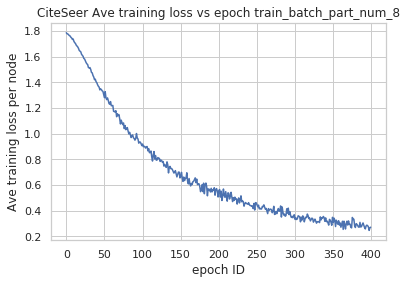 CiteSeer Ave training loss vs epoch train_batch_part_num_8
Ave training loss per node
1.8
1.6
1.4
1.2
1.0
0.8
0.6
0.4
0.2
0 50 100 150 200 250 300 350 400
epoch ID